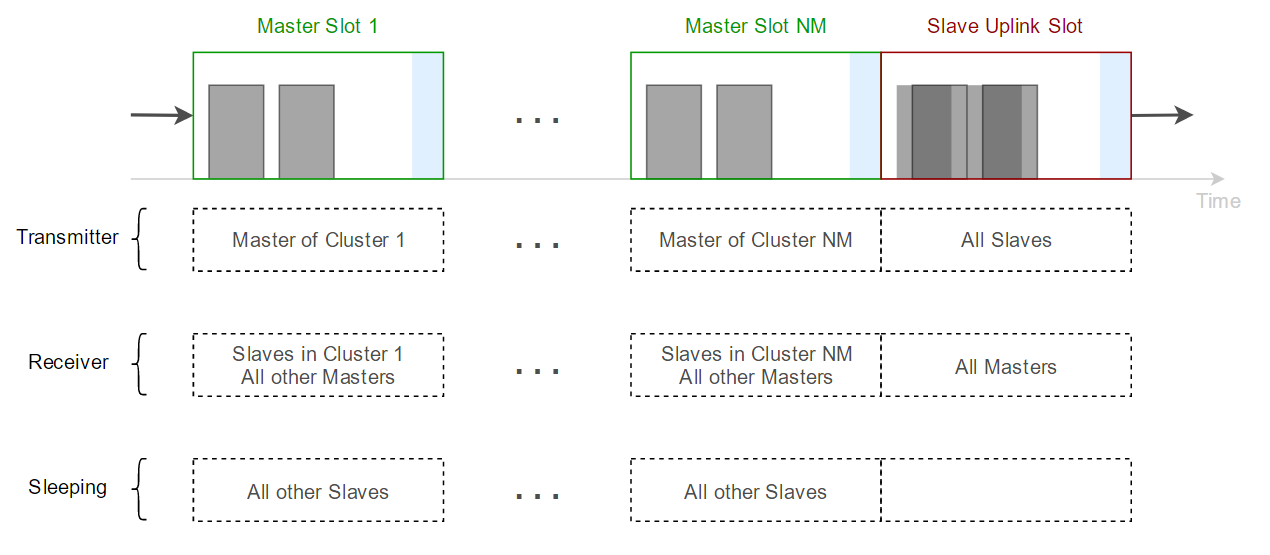 Master Slot 1
Master Slot NM
Slave Uplink Slot
. . .
Time
Transmitter
Master of Cluster 1
. . .
Master of Cluster NM
All Slaves
Receiver
Slaves in Cluster 1
All other Masters
. . .
Slaves in Cluster NM
All other Masters
All Masters
Sleeping
All other Slaves
. . .
All other Slaves